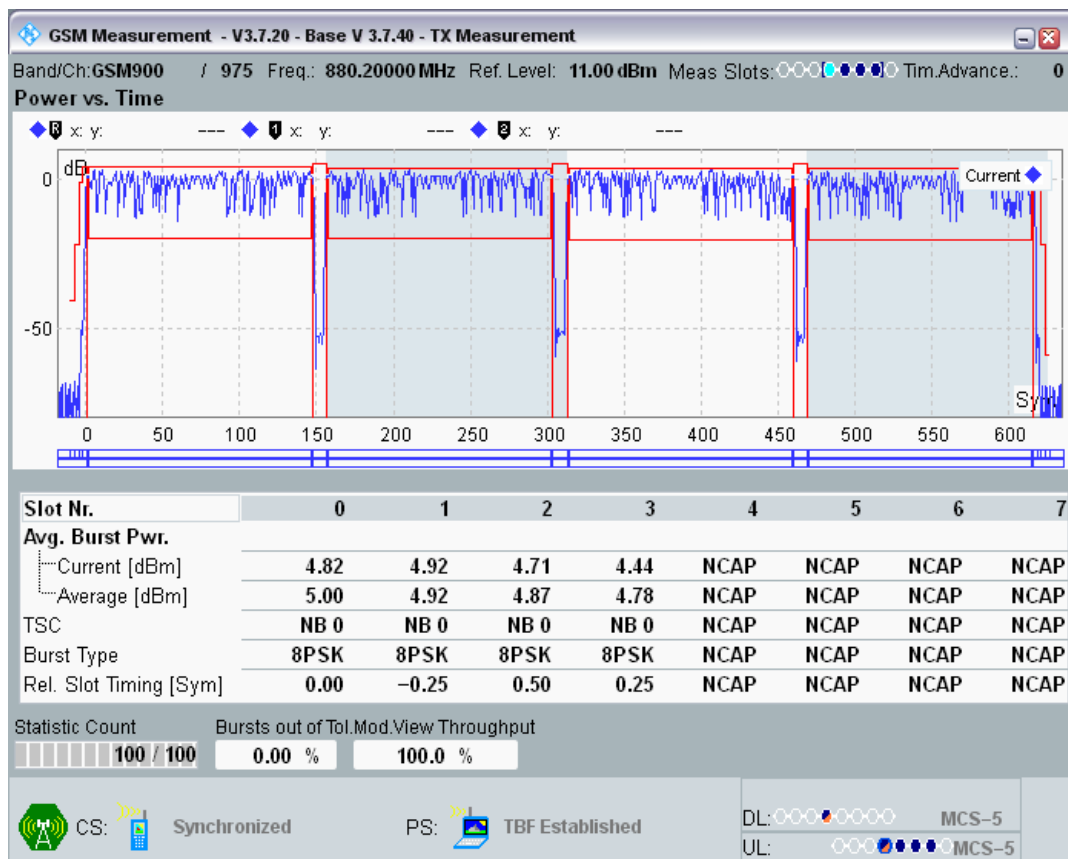 GSM Measurement - V3.7.20 - Base V 3.7.40 - TX Measurement
Band/Ch:GSM900 / 975 Freq.: 880.20000 MHz Ref. Level: 11.00 dBm Meas Slots: Tim.Advance.: 0
Power vs. Time
R x: y: --- 1 x: y: --- 2 x: y: ---
dB
Current
0
-50
Sym.
0 50 100 150 200 250 300 350 400 450 500 550 600
Slot Nr. 0 1 2 3 4 5 6 7
Avg. Burst Pwr.
Current [dBm] 4.82 4.92 4.71 4.44 NCAP NCAP NCAP NCAP
Average [dBm] 5.00 4.92 4.87 4.78 NCAP NCAP NCAP NCAP
TSC NB 0 NB 0 NB 0 NB 0 NCAP NCAP NCAP NCAP
Burst Type 8PSK 8PSK 8PSK 8PSK NCAP NCAP NCAP NCAP
Rel. Slot Timing [Sym] 0.00 −0.25 0.50 0.25 NCAP NCAP NCAP NCAP
Statistic Count Bursts out of Tol. Mod.View Throughput
100 / 100 0.00 % 100.0 %
CS: Synchronized PS: TBF Established
DL: MCS−5
UL: MCS−5